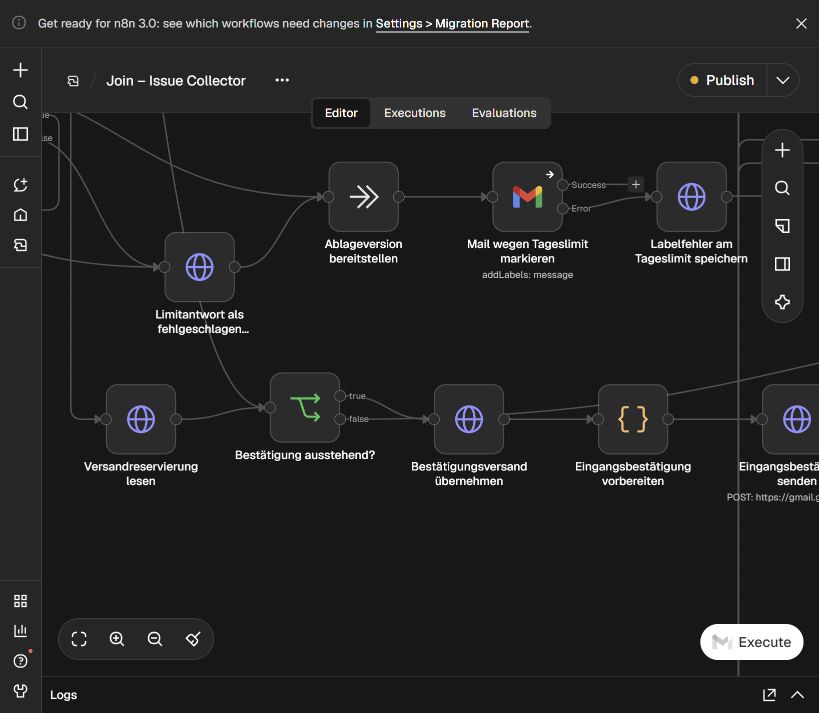 Get ready for n8n 3.0: see which workflows need changes in Settings > Migration Report.
Join – Issue Collector
...
Publish
Editor
Executions
Evaluations
Success
Error
Ablageversion
bereitstellen
Mail wegen Tageslimit
markieren
addLabels: message
Labelfehler am
Tageslimit speichern
Limitantwort als
fehlgeschlagen...
true
false
Versandreservierung
lesen
Bestätigung ausstehend?
Bestätigungsversand
übernehmen
{}
Eingangsbestätigung
vorbereiten
Eingangsbestä
senden
POST: https://gmail.g
Execute
Logs